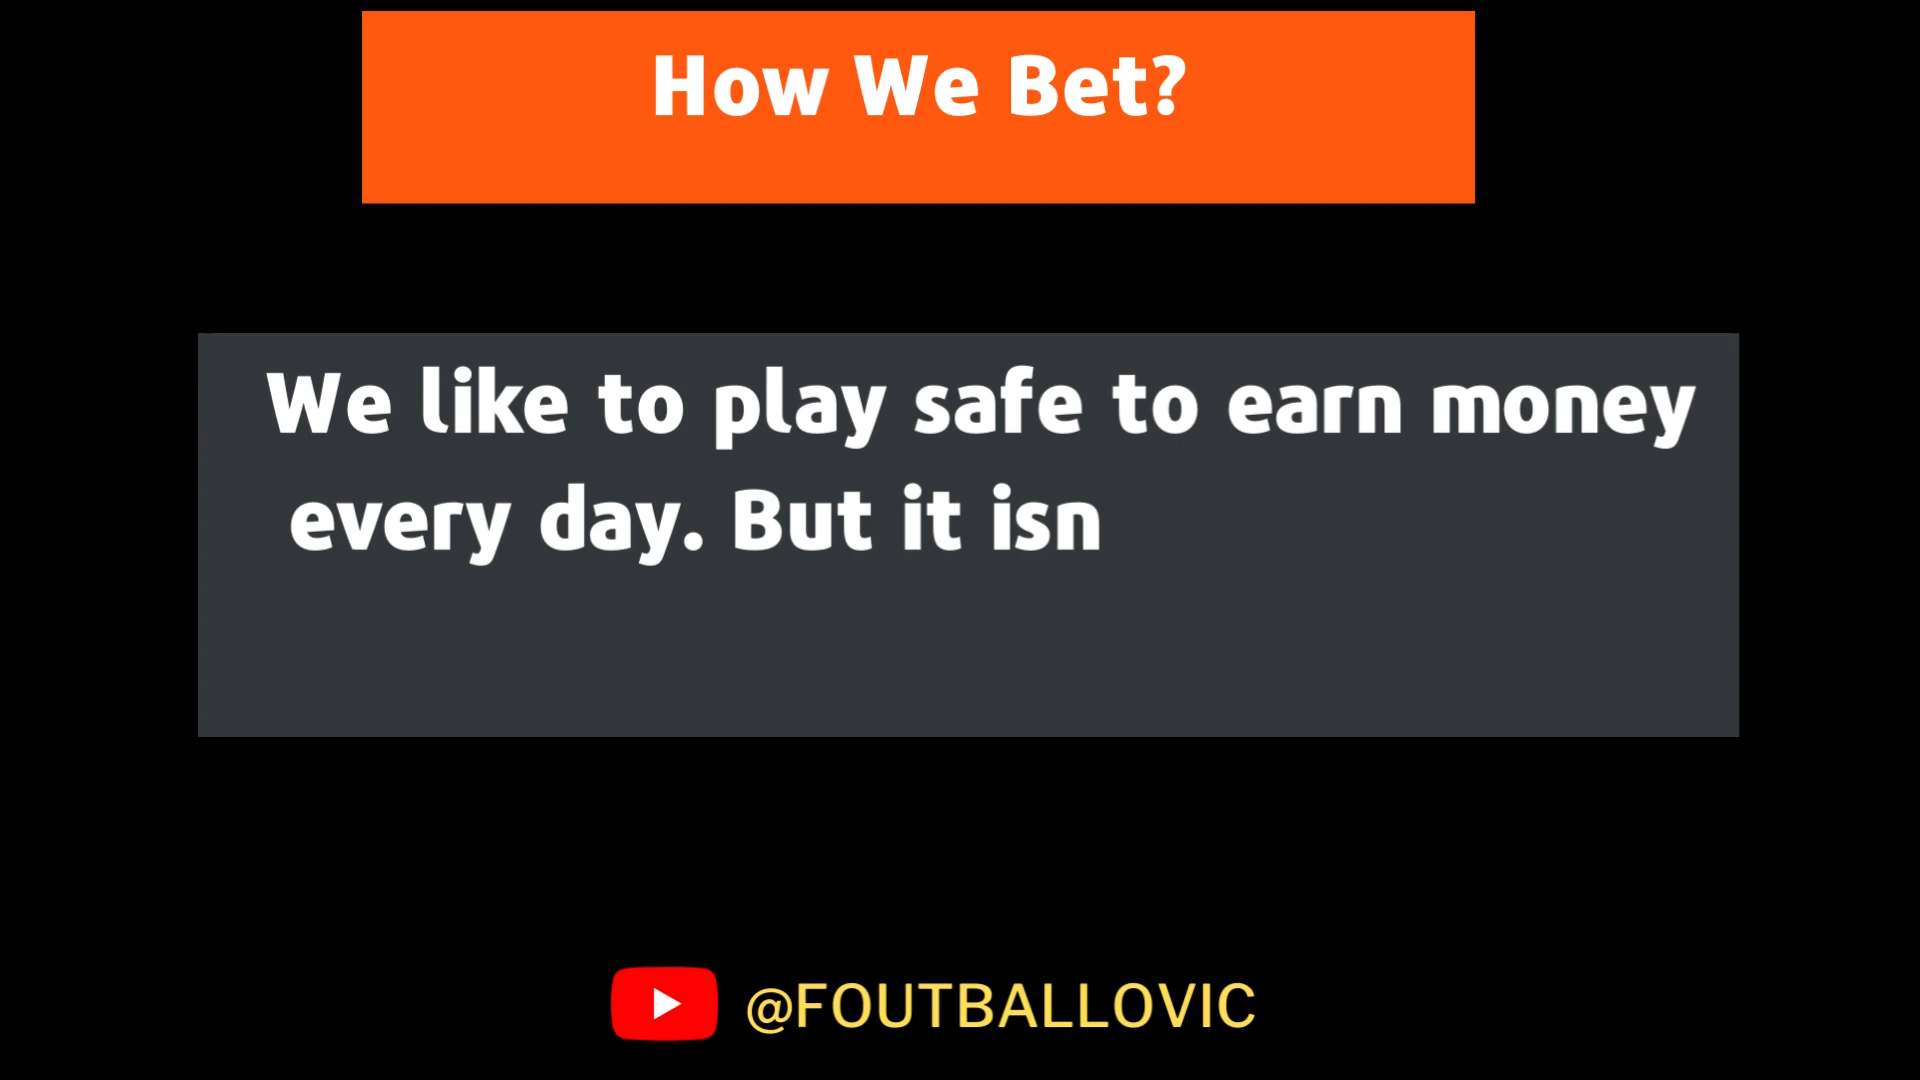 How We Bet?
We like to play safe to earn money
every day. But it isn
@FOUTBALLOVIC